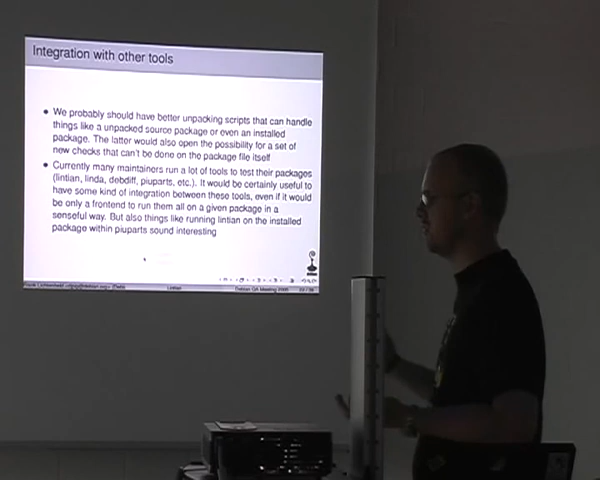 Integration with other tools
We probably should have better unpacking scripts that can handle
things like a unpacked source package or even an installed
package. The latter would also open the possibility for a set of
new checks that can't be done on the package file itself
Currently many maintainers run a lot of tools to test their packages
(lintian, linda, debdiff, piuparts, etc.). It would be certainly useful to
have some kind of integration between these tools, even if it would
be only a frontend to run them all on a given package in a
senseful way. But also things like running lintian on the installed
package within piuparts sound interesting
Lintian
Debian QA Meeting 2005